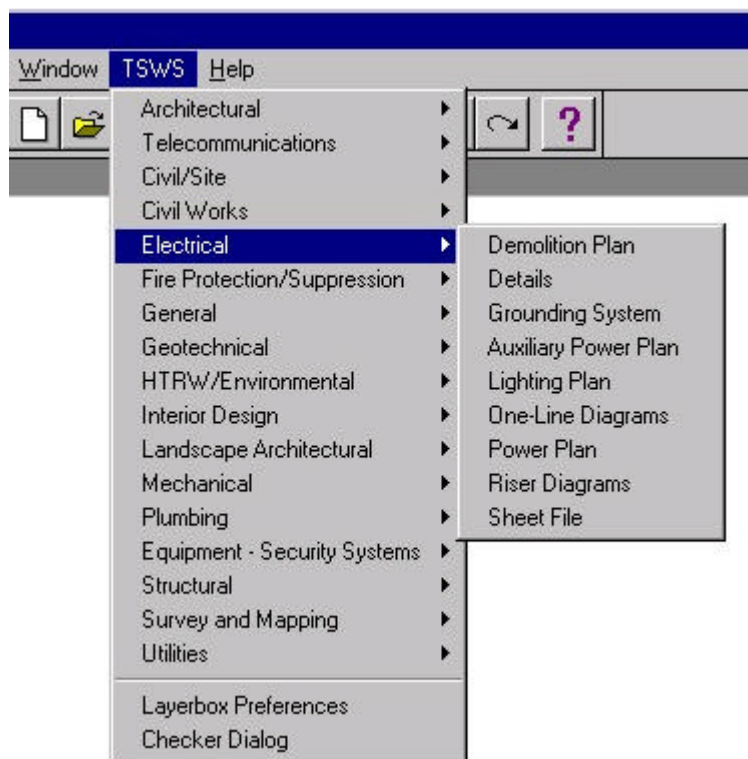 Window TSWS Help
?
Architectural
Telecommunications
Civil/Site
Civil Works
Electrical
Fire Protection/Suppression
General
Geotechnical
HTRW/Environmental
Interior Design
Landscape Architectural
Mechanical
Plumbing
Equipment - Security Systems
Structural
Survey and Mapping
Utilities
Layerbox Preferences
Checker Dialog
Demolition Plan
Details
Grounding System
Auxiliary Power Plan
Lighting Plan
One-Line Diagrams
Power Plan
Riser Diagrams
Sheet File